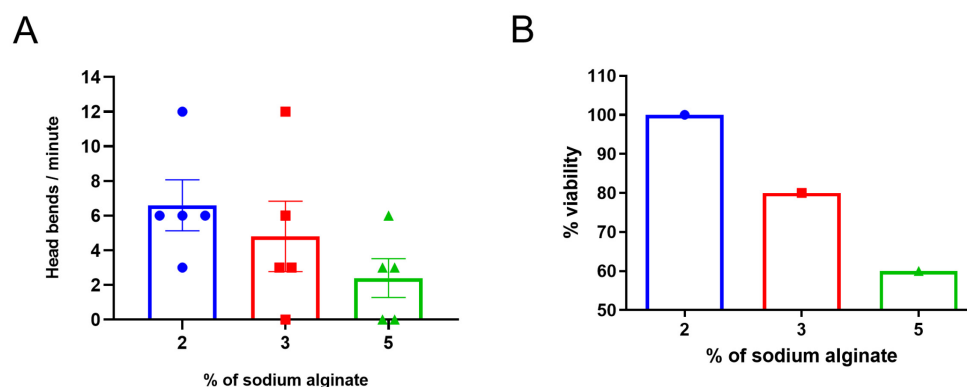 A
Head bends / minute
14
12
10
8
6
4
2
0
2 3 5
% of sodium alginate
B
% viability
110
100
90
80
70
60
50
2 3 5
% of sodium alginate